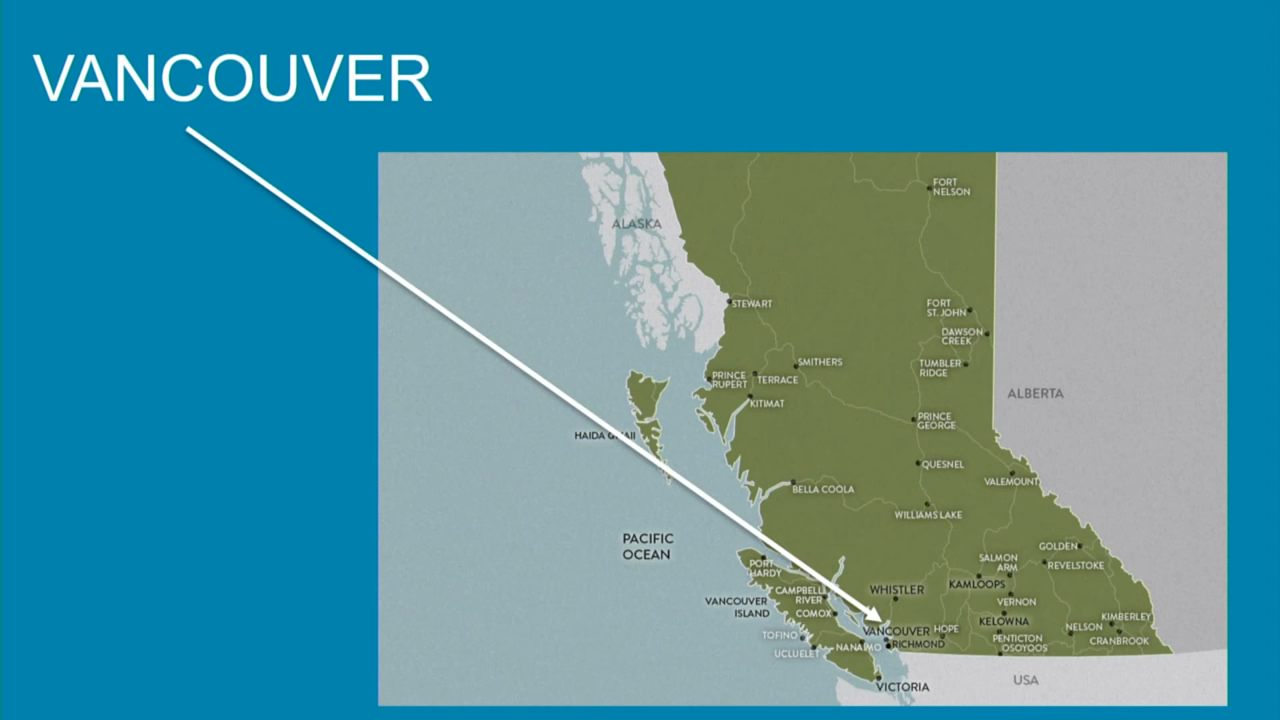 VANCOUVER
FORT
NELSON
ALASKA
STEWART
FORT
ST. JOHN
DAWSON
CREEK
SMITHERS
TUMBLER
RIDGE
PRINCE
RUPERT
TERRACE
KITIMAT
ALBERTA
PRINCE
GEORGE
HAIDA GWAII
QUESNEL
VALEMOUNT
BELLA COOLA
WILLIAMS LAKE
PACIFIC
OCEAN
GOLDEN
SALMON
ARM
REVELSTOKE
PORT
HARDY
KAMLOOPS
WHISTLER
CAMPBELL
RIVER
VANCOUVER
ISLAND
VERNON
COMOX
KELOWNA
KIMBERLEY
NELSON
CRANBROOK
TOFINO
VANCOUVER
HOPE
PENTICTON
OSOYOOS
RICHMOND
NANAIMO
UCLUELET
VICTORIA
USA